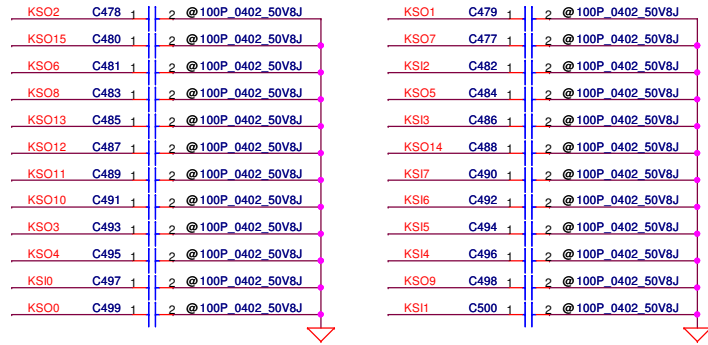 KSO2 C478 1 2 @100P_0402_50V8J
KSO15 C480 1 2 @100P_0402_50V8J
KSO6 C481 1 2 @100P_0402_50V8J
KSO8 C483 1 2 @100P_0402_50V8J
KSO13 C485 1 2 @100P_0402_50V8J
KSO12 C487 1 2 @100P_0402_50V8J
KSO11 C489 1 2 @100P_0402_50V8J
KSO10 C491 1 2 @100P_0402_50V8J
KSO3 C493 1 2 @100P_0402_50V8J
KSO4 C495 1 2 @100P_0402_50V8J
KSI0 C497 1 2 @100P_0402_50V8J
KSO0 C499 1 2 @100P_0402_50V8J
KSO1 C479 1 2 @100P_0402_50V8J
KSO7 C477 1 2 @100P_0402_50V8J
KSI2 C482 1 2 @100P_0402_50V8J
KSO5 C484 1 2 @100P_0402_50V8J
KSI3 C486 1 2 @100P_0402_50V8J
KSO14 C488 1 2 @100P_0402_50V8J
KSI7 C490 1 2 @100P_0402_50V8J
KSI6 C492 1 2 @100P_0402_50V8J
KSI5 C494 1 2 @100P_0402_50V8J
KSI4 C496 1 2 @100P_0402_50V8J
KSO9 C498 1 2 @100P_0402_50V8J
KSI1 C500 1 2 @100P_0402_50V8J